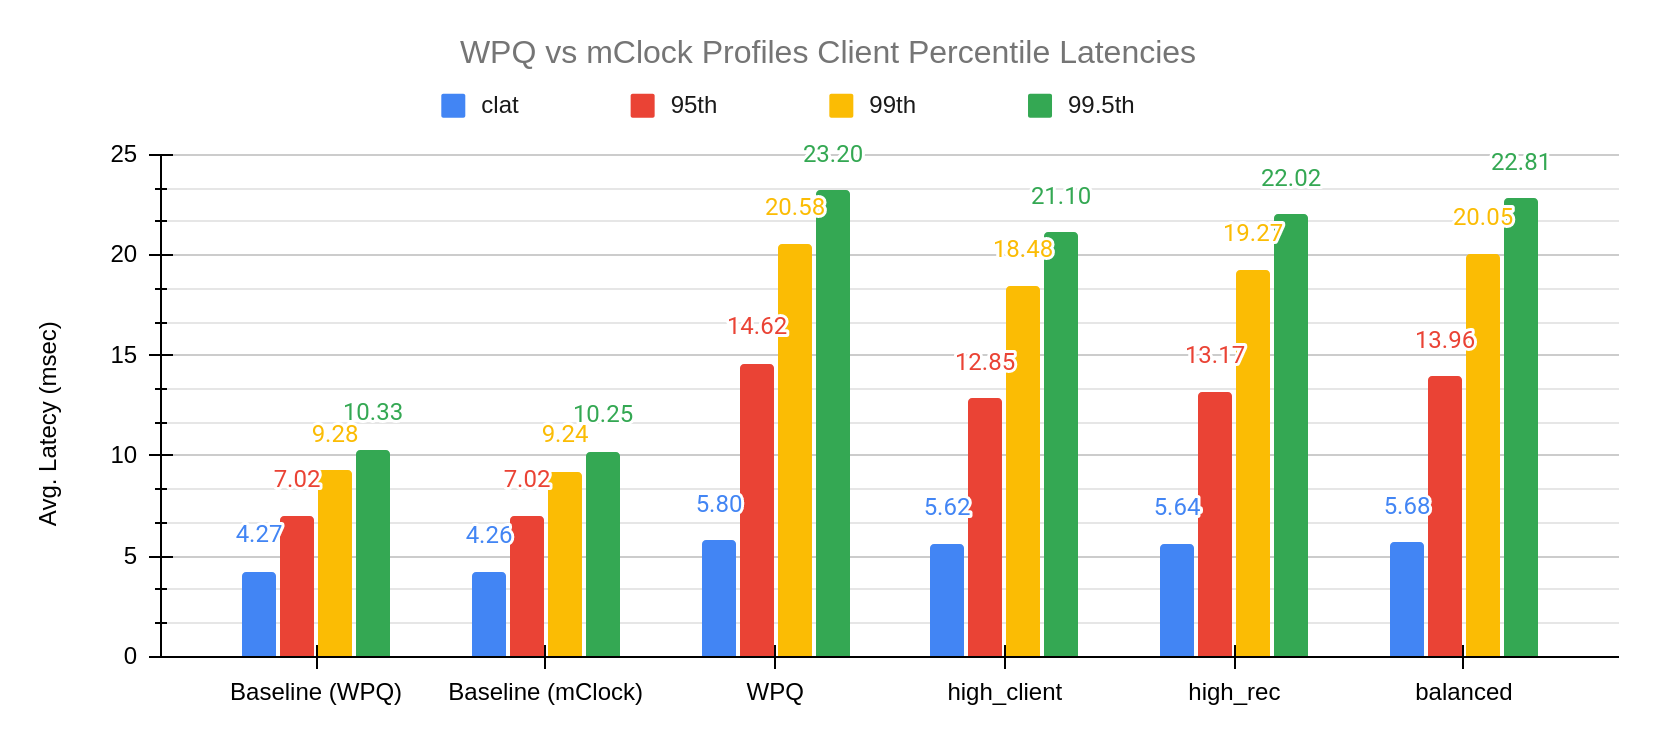 WPQ vs mClock Profiles Client Percentile Latencies
clat 95th 99th 99.5th
Avg. Latecy (msec)
25
20
15
10
5
0
4.27 7.02 9.28 10.33
4.26 7.02 9.24 10.25
5.80 14.62 20.58 23.20
5.62 12.85 18.48 21.10
5.64 13.17 19.27 22.02
5.68 13.96 20.05 22.81
Baseline (WPQ) Baseline (mClock) WPQ high_client high_rec balanced